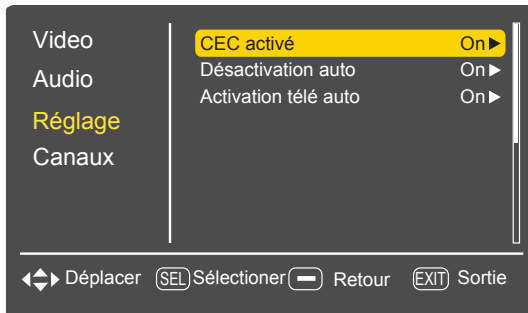 Video
Audio
Réglage
Canaux
CEC activé On
Désactivation auto On
Activation télé auto On
Déplacer SEL Sélectioner Retour EXIT Sortie